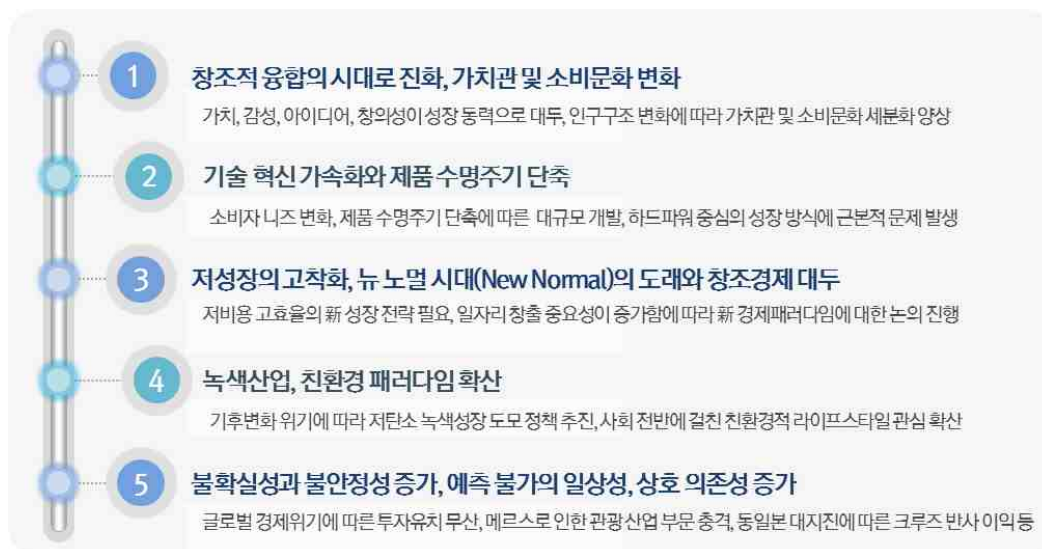 1
창조적 융합의 시대로 진화, 가치관 및 소비문화 변화
가치, 감성, 아이디어, 창의성이 성장 동력으로 대두, 인구구조 변화에 따라 가치관 및 소비문화 세분화 양상
2
기술 혁신 가속화와 제품 수명주기 단축
소비자 니즈 변화, 제품 수명주기 단축에 따른 대규모 개발, 하드파워 중심의 성장 방식에 근본적 문제 발생
3
저성장의 고착화, 뉴 노멀 시대(New Normal)의 도래와 창조경제 대두
저비용 고효율의 新 성장 전략 필요, 일자리 창출 중요성이 증가함에 따라 新 경제패러다임에 대한 논의 진행
4
녹색산업, 친환경 패러다임 확산
기후변화 위기에 따라 저탄소 녹색성장 도모 정책 추진, 사회 전반에 걸친 친환경적 라이프스타일 관심 확산
5
불확실성과 불안정성 증가, 예측 불가의 일상성, 상호 의존성 증가
글로벌 경제위기에 따른 투자유치 무산, 메르스로 인한 관광 산업 부문 충격, 동일본 대지진에 따른 크루즈 반사 이익 등